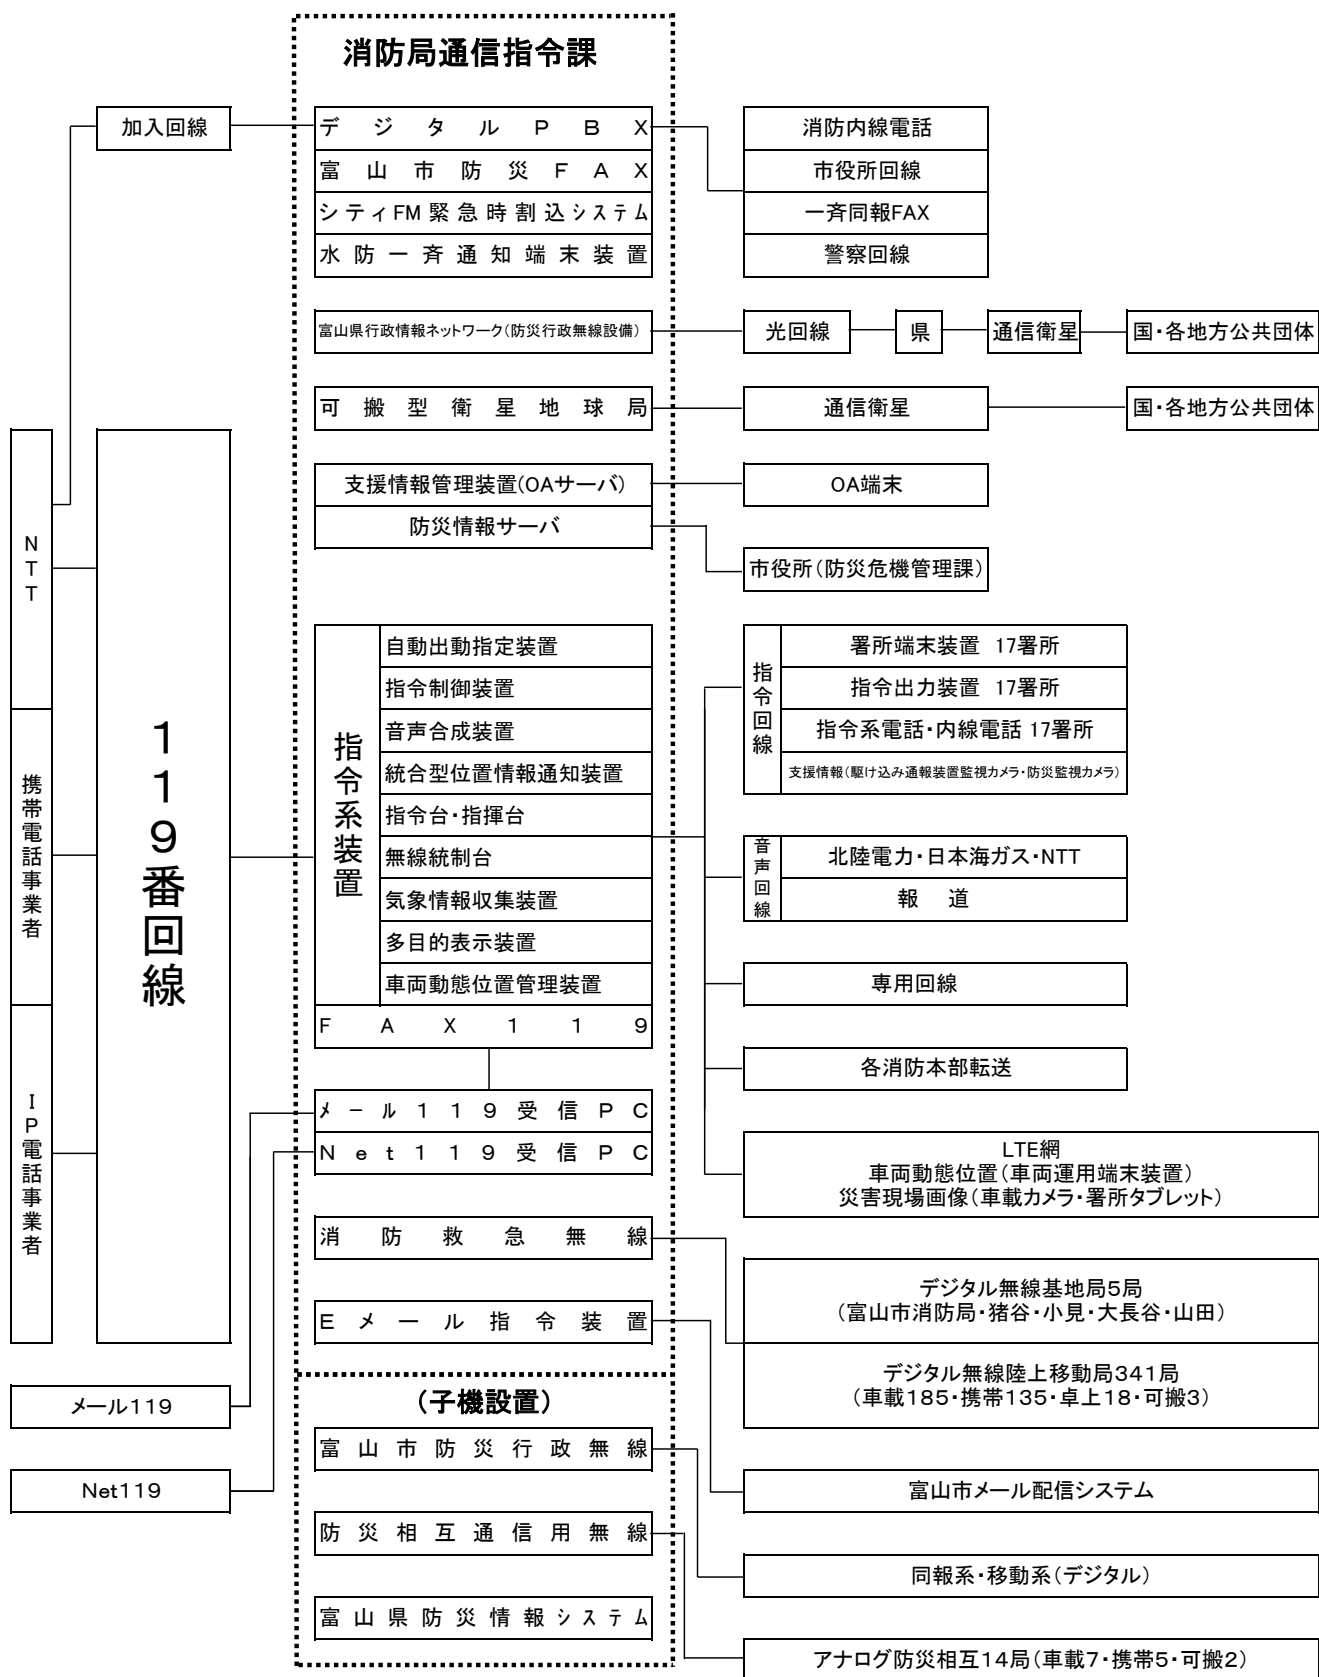 消防局通信指令課
加入回線
デジタルPBX
富山市防災FAX
シティFM緊急時割込システム
水防一斉通知端末装置
消防内線電話
市役所回線
一斉同報FAX
警察回線
富山県行政情報ネットワーク(防災行政無線設備)
光回線
県
通信衛星
国・各地方公共団体
可搬型衛星地球局
通信衛星
国・各地方公共団体
支援情報管理装置(OAサーバ)
OA端末
防災情報サーバ
市役所(防災危機管理課)
NTT
携帯電話事業者
IP電話事業者
119番回線
指令系装置
自動出動指定装置
指令制御装置
音声合成装置
統合型位置情報通知装置
指令台・指揮台
無線統制台
気象情報収集装置
多目的表示装置
車両動態位置管理装置
FAX119
指令回線
署所端末装置 17署所
指令出力装置 17署所
指令系電話・内線電話 17署所
支援情報(駆け込み通報装置監視カメラ・防災監視カメラ)
音声回線
北陸電力・日本海ガス・NTT
報 道
専用回線
各消防本部転送
メール119受信PC
Net119受信PC
LTE網
車両動態位置(車両運用端末装置)
災害現場画像(車載カメラ・署所タブレット)
消防救急無線
デジタル無線基地局5局
(富山市消防局・猪谷・小見・大長谷・山田)
Eメール指令装置
デジタル無線陸上移動局341局
(車載185・携帯135・卓上18・可搬3)
メール119
Net119
(子機設置)
富山市防災行政無線
富山市メール配信システム
防災相互通信用無線
同報系・移動系(デジタル)
富山県防災情報システム
アナログ防災相互14局(車載7・携帯5・可搬2)